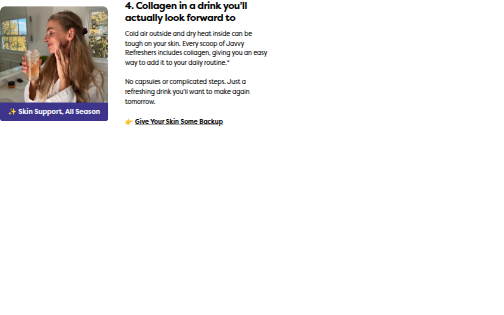 4. Collagen in a drink you'll
actually look forward to
Cold air outside and dry heat inside can be
tough on your skin. Every scoop of Javvy
Refreshers includes collagen, giving you an easy
way to add it to your daily routine.*
No capsules or complicated steps. Just a
refreshing drink you'll want to make again
tomorrow.
✨ Skin Support, All Season
👉 Give Your Skin Some Backup